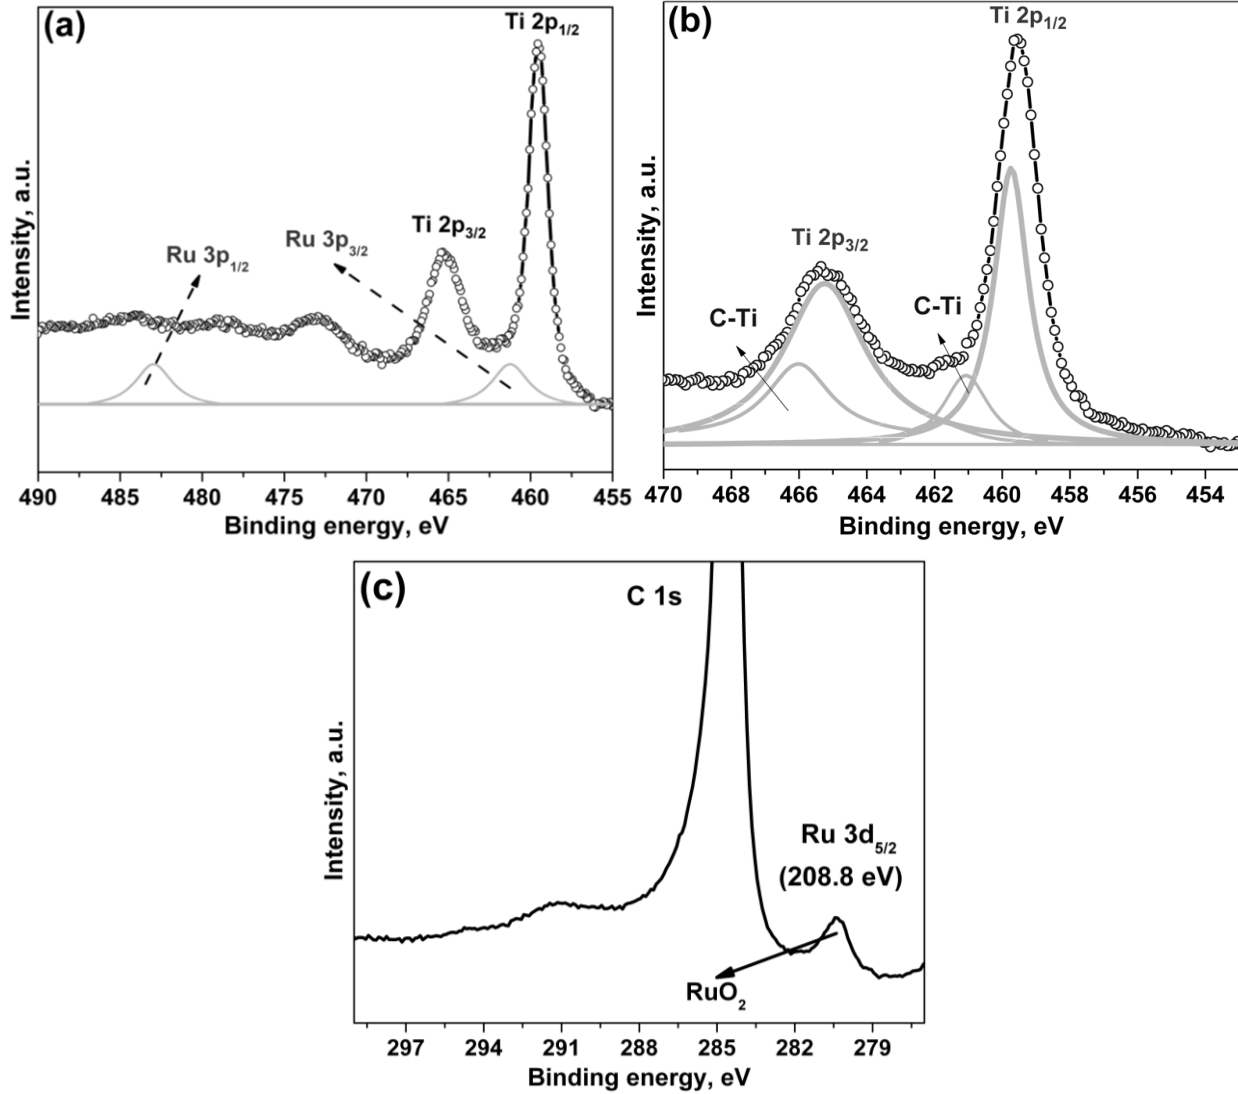 (a)
Ti 2p1/2
Ti 2p3/2
Ru 3p3/2
Ru 3p1/2
Intensity, a.u.
490 485 480 475 470 465 460 455
Binding energy, eV
(b)
Ti 2p1/2
Ti 2p3/2
C-Ti
C-Ti
Intensity, a.u.
470 468 466 464 462 460 458 456 454
Binding energy, eV
(c)
C 1s
Ru 3d5/2
(208.8 eV)
RuO2
Intensity, a.u.
297 294 291 288 285 282 279
Binding energy, eV